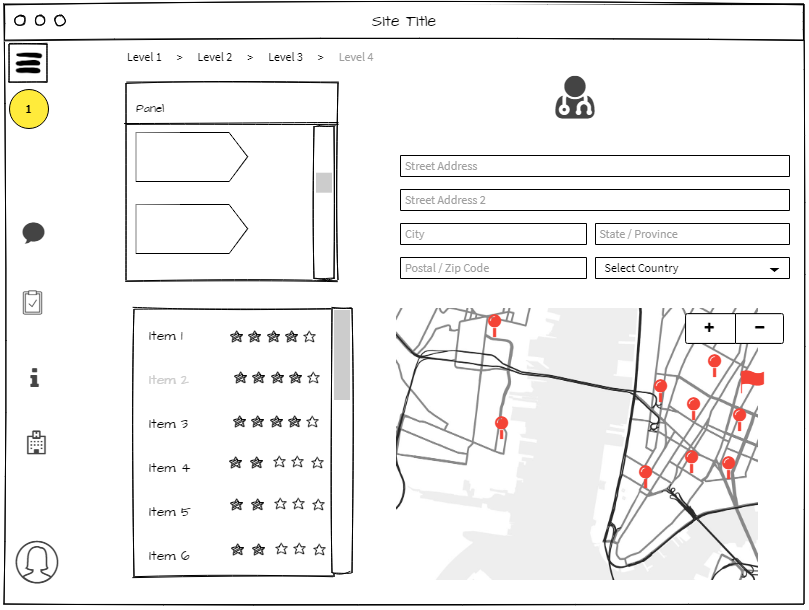 Site Title
Level 1 > Level 2 > Level 3 > Level 4
1
Panel
Street Address
Street Address 2
City
State / Province
Postal / Zip Code
Select Country
+ −
Item 1
Item 2
Item 3
Item 4
Item 5
Item 6
H